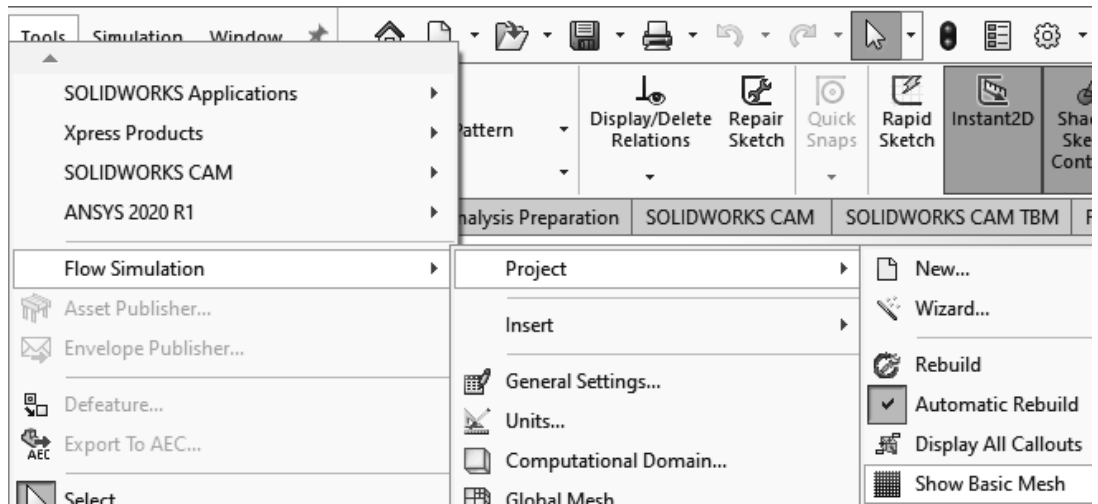 Tools Simulation Window
SOLIDWORKS Applications
Xpress Products
SOLIDWORKS CAM
ANSYS 2020 R1
Flow Simulation
Asset Publisher...
Envelope Publisher...
Defeature...
Export To AEC...
AEC
Select
Pattern
Display/Delete
Relations
Repair
Sketch
Quick
Snaps
Rapid
Sketch
Instant2D
nalysis Preparation SOLIDWORKS CAM SOLIDWORKS CAM TBM
Project
Insert
General Settings...
Units...
Computational Domain...
Global Mesh
New...
Wizard...
Rebuild
Automatic Rebuild
Display All Callouts
Show Basic Mesh